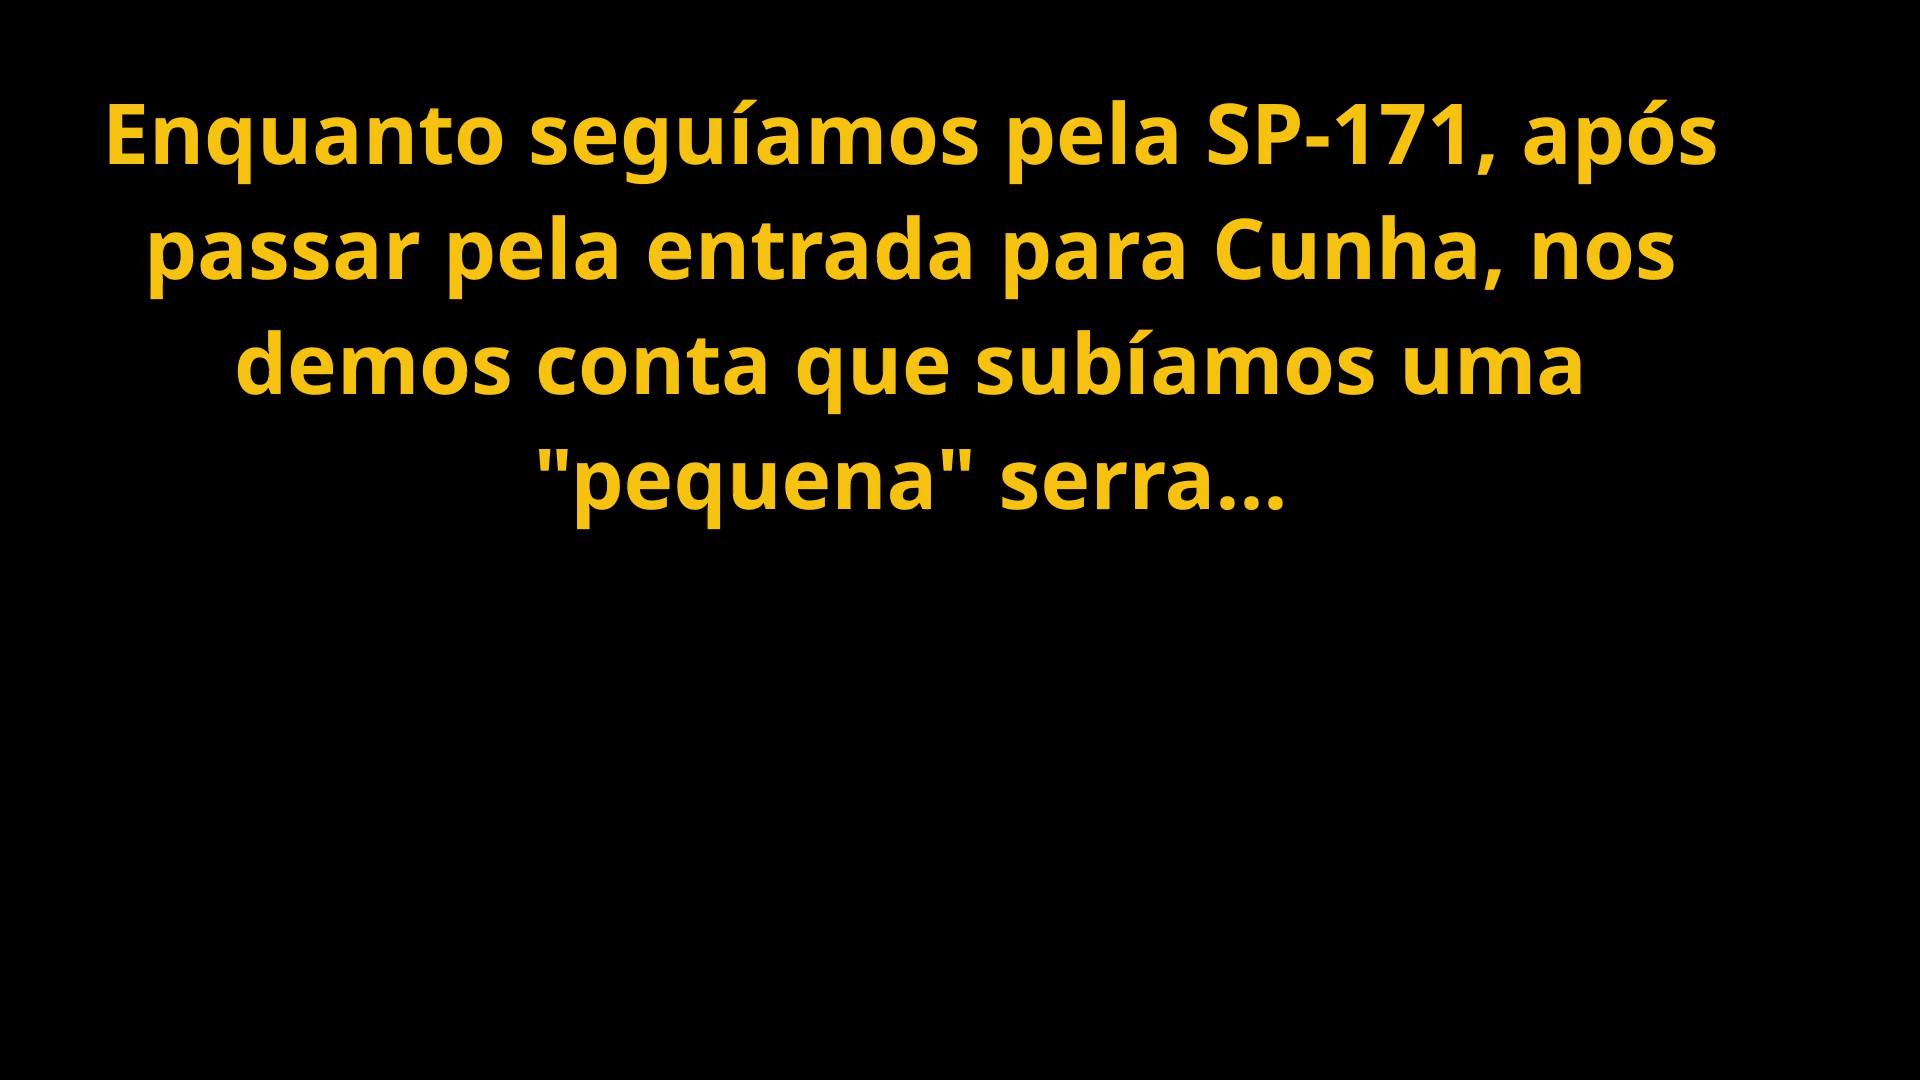 Enquanto seguíamos pela SP-171, após
passar pela entrada para Cunha, nos
demos conta que subíamos uma
"pequena" serra...